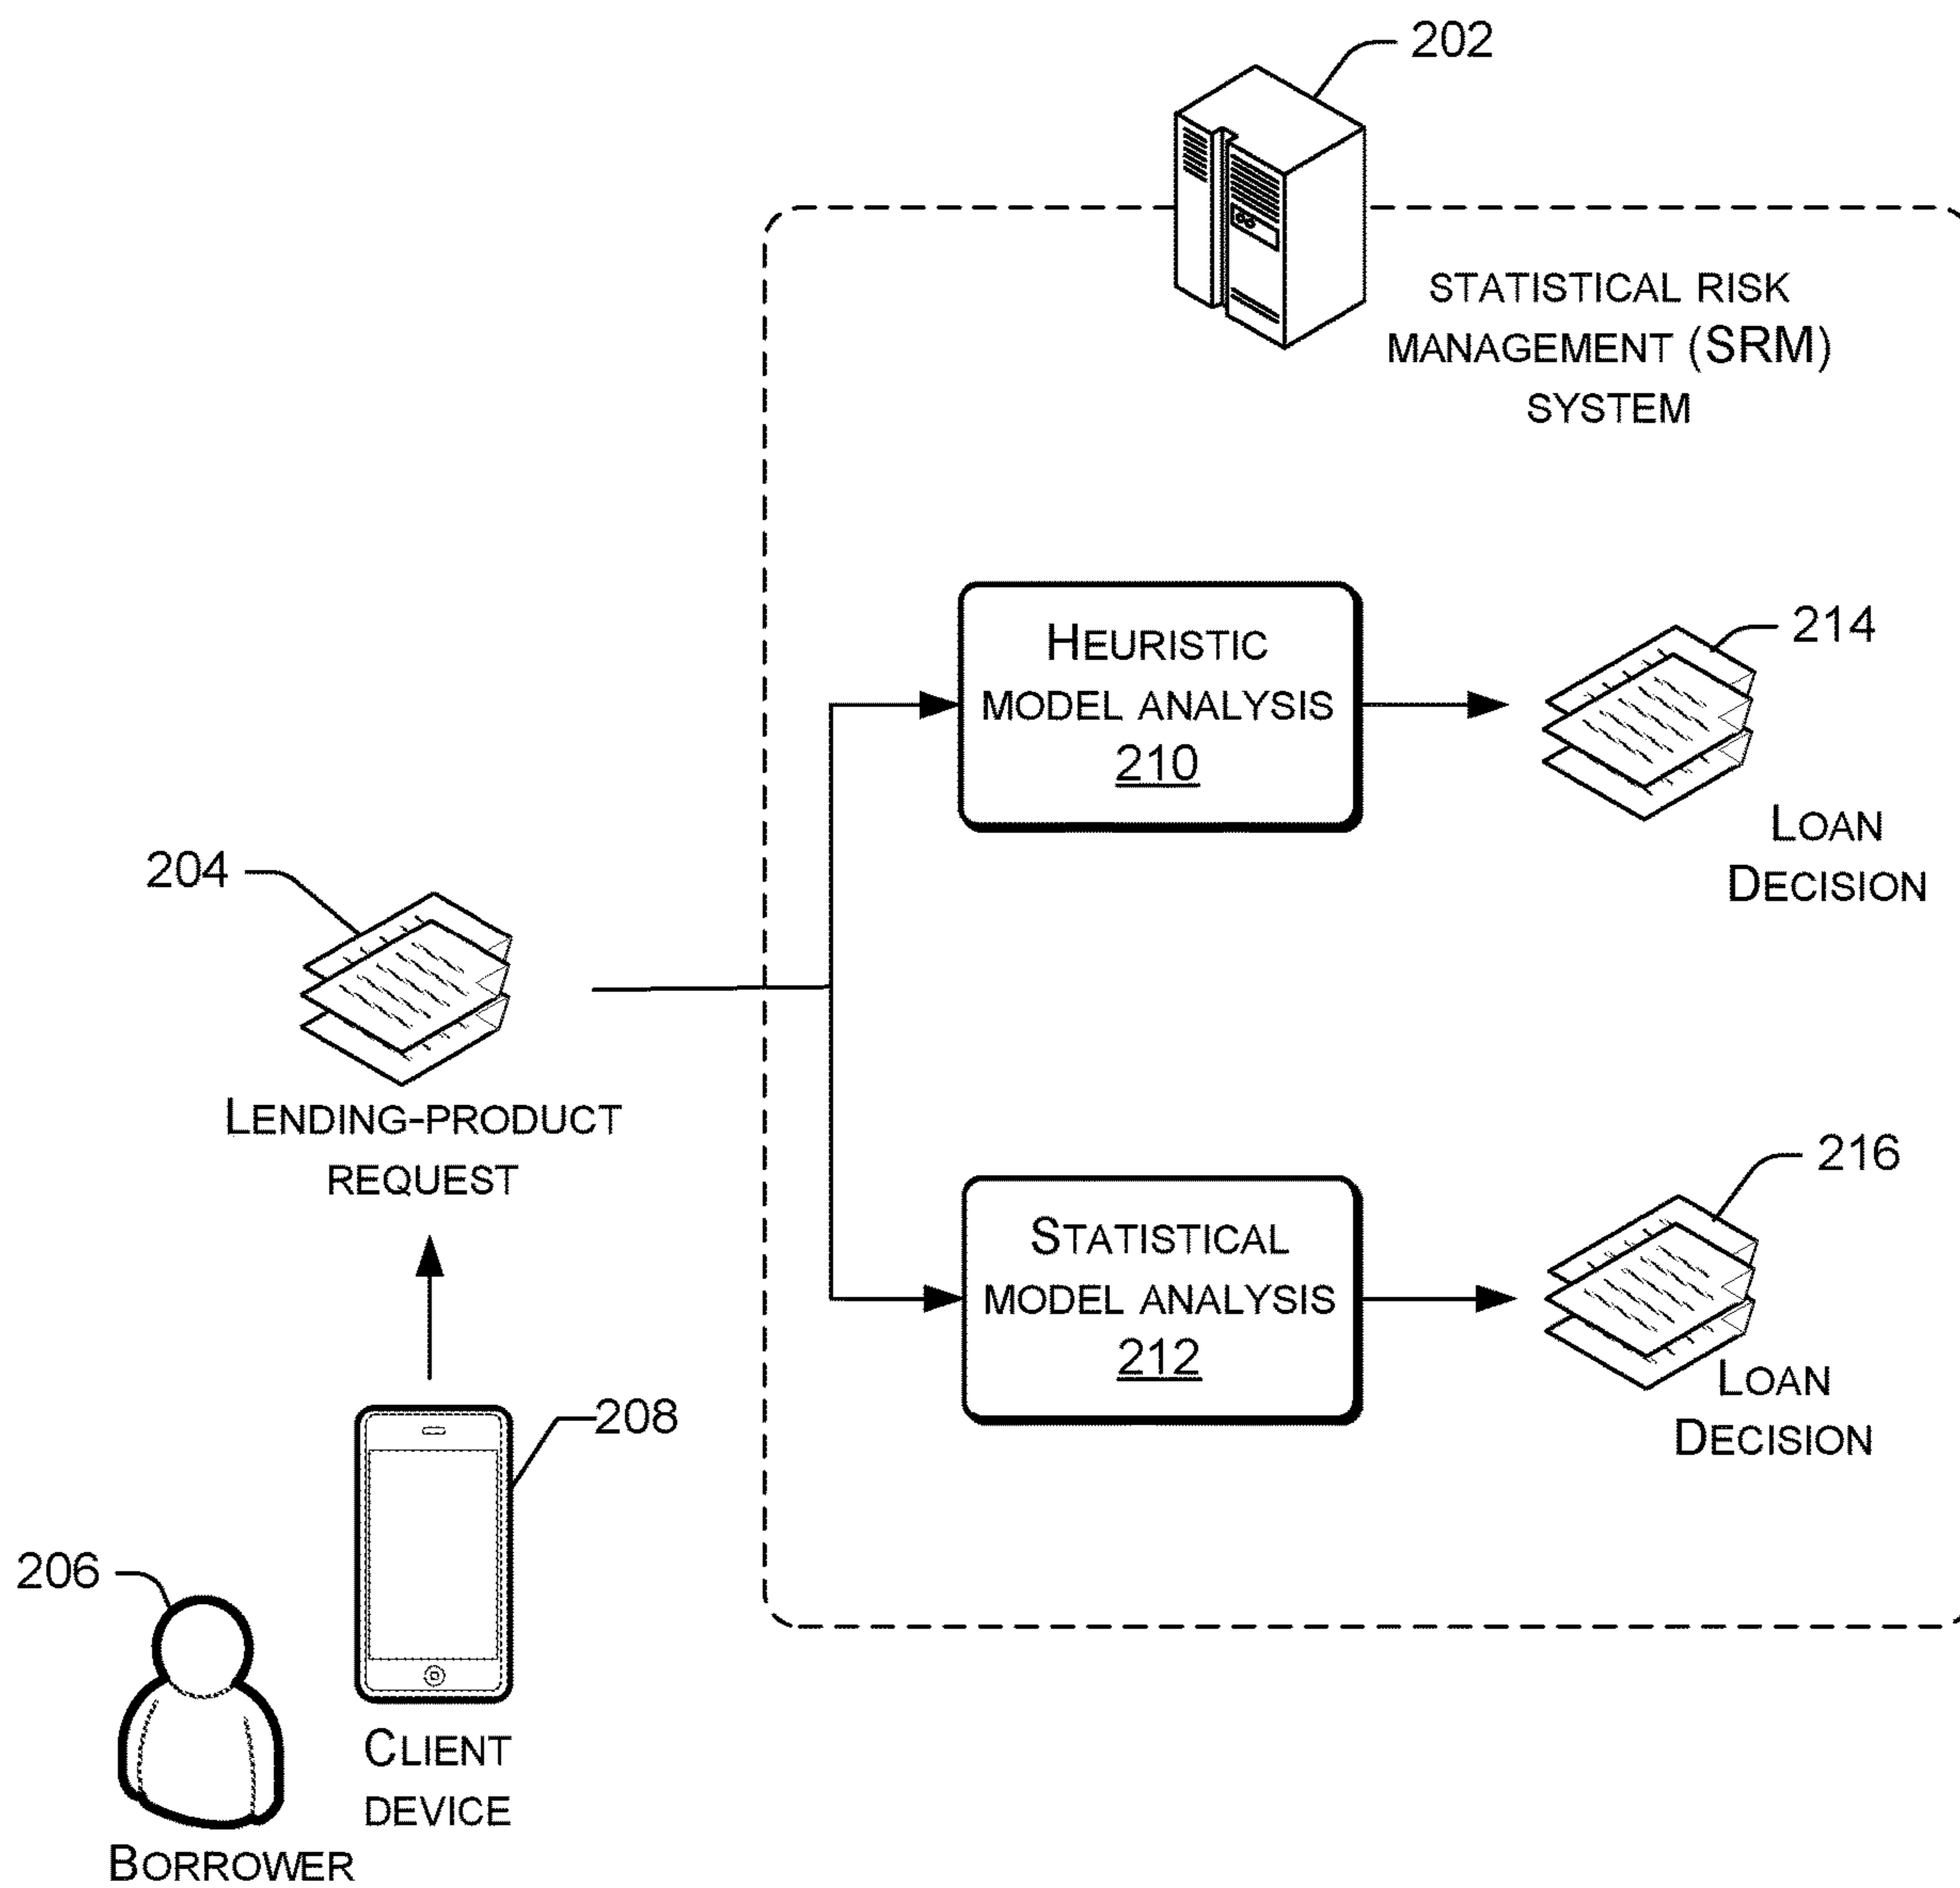 202
STATISTICAL RISK
MANAGEMENT (SRM)
SYSTEM
HEURISTIC
MODEL ANALYSIS
210
214
LOAN
DECISION
204
LENDING-PRODUCT
REQUEST
STATISTICAL
MODEL ANALYSIS
212
216
LOAN
DECISION
208
206
CLIENT
DEVICE
BORROWER